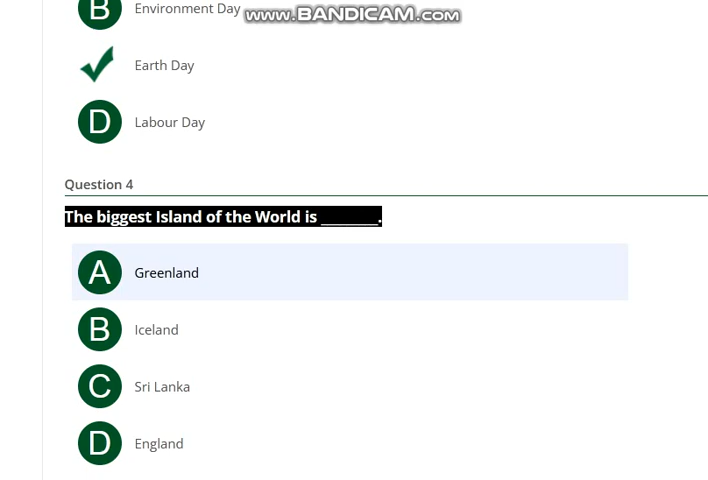 B Environment Day
www.BANDICAM.com
Earth Day
D Labour Day
Question 4
The biggest Island of the World is _______.
A Greenland
B Iceland
C Sri Lanka
D England